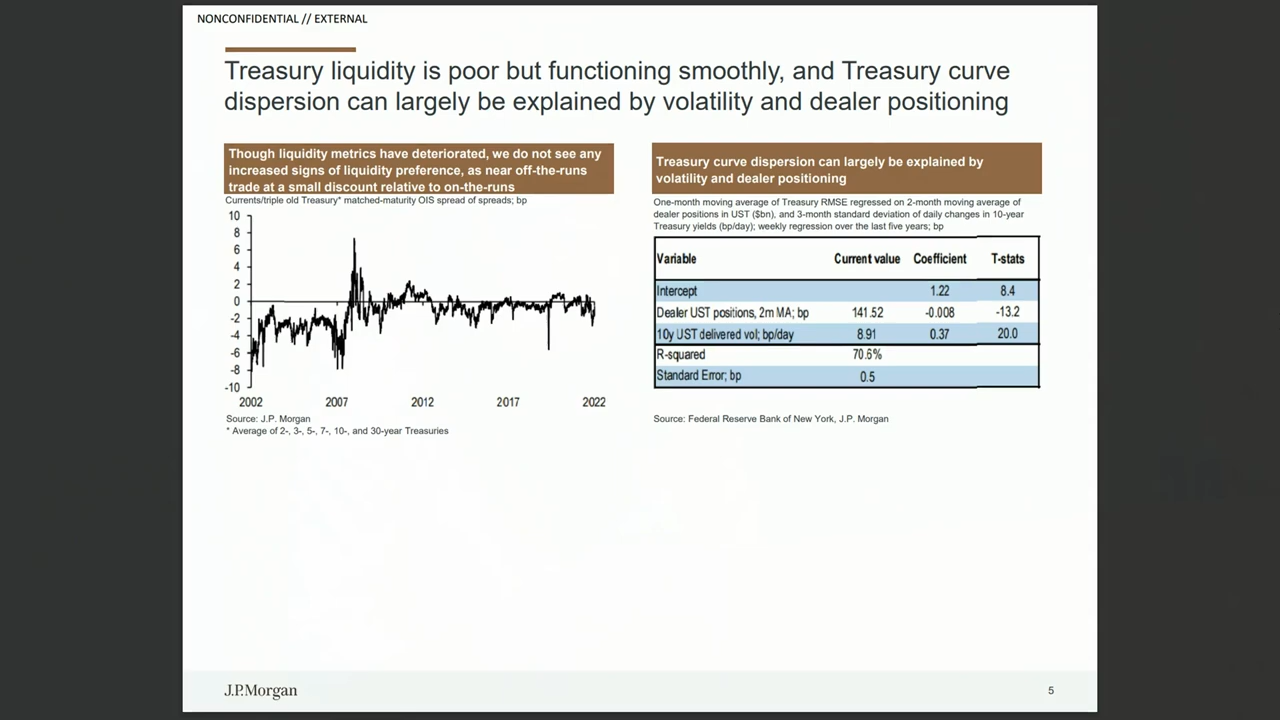 NONCONFIDENTIAL // EXTERNAL
Treasury liquidity is poor but functioning smoothly, and Treasury curve
dispersion can largely be explained by volatility and dealer positioning
Though liquidity metrics have deteriorated, we do not see any
increased signs of liquidity preference, as near off-the-runs
trade at a small discount relative to on-the-runs
Currents/triple old Treasury* matched-maturity OIS spread of spreads; bp
10
8
6
4
2
0
-2
-4
-6
-8
-10
2002 2007 2012 2017 2022
Source: J.P. Morgan
* Average of 2-, 3-, 5-, 7-, 10-, and 30-year Treasuries
Treasury curve dispersion can largely be explained by
volatility and dealer positioning
One-month moving average of Treasury RMSE regressed on 2-month moving average of
dealer positions in UST ($bn), and 3-month standard deviation of daily changes in 10-year
Treasury yields (bp/day); weekly regression over the last five years; bp
Variable Current value Coefficient T-stats
Intercept 1.22 8.4
Dealer UST positions, 2m MA; bp 141.52 -0.008 -13.2
10y UST delivered vol; bp/day 8.91 0.37 20.0
R-squared 70.6%
Standard Error; bp 0.5
Source: Federal Reserve Bank of New York, J.P. Morgan
J.P.Morgan
5